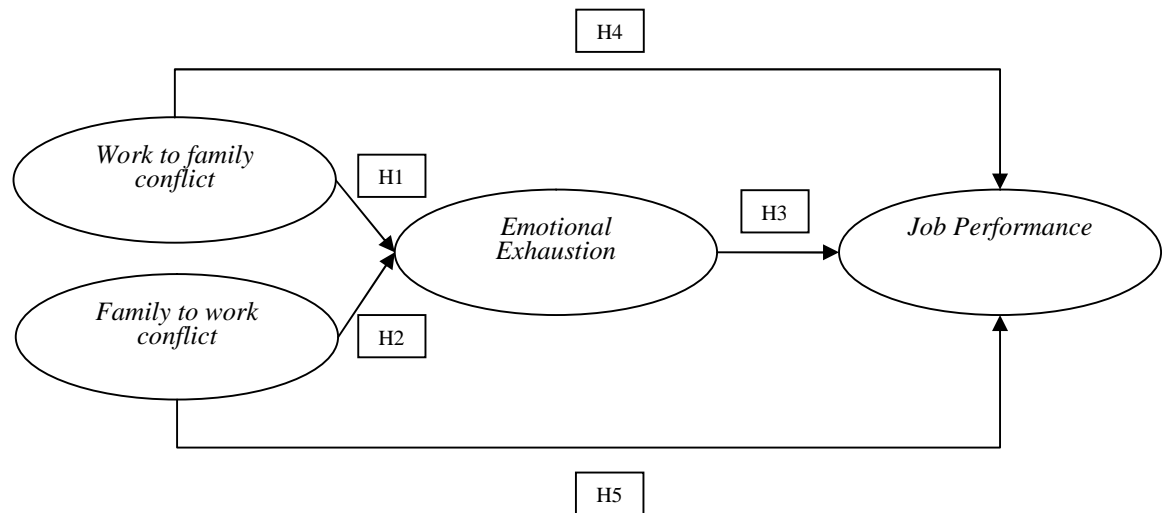 H4
Work to family
conflict
H1
Emotional
Exhaustion
H3
Job Performance
Family to work
conflict
H2
H5